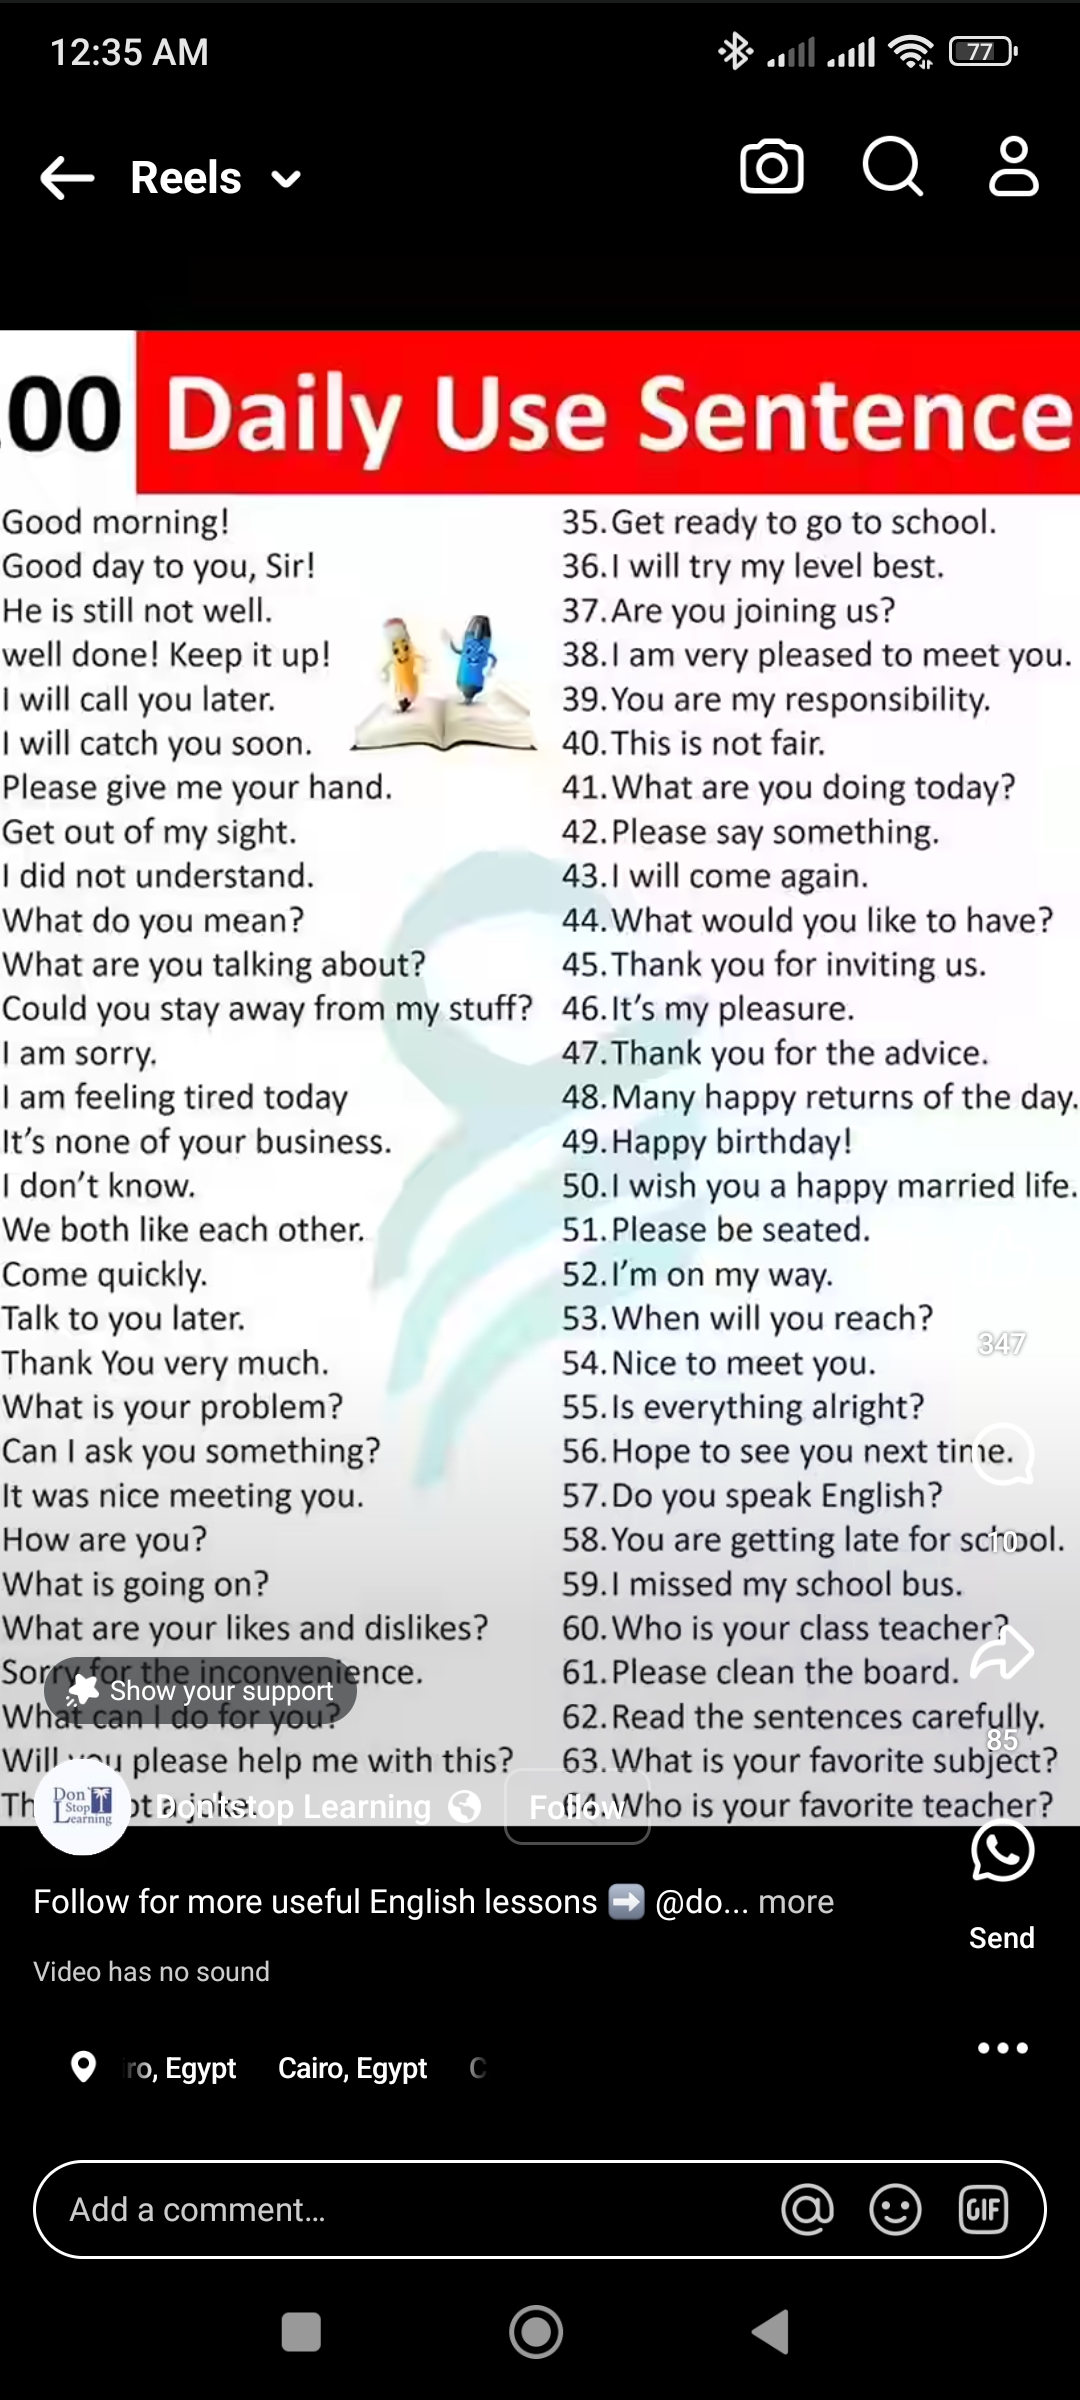 12:35 AM
77
Reels
00 Daily Use Sentence
Good morning!
Good day to you, Sir!
He is still not well.
well done! Keep it up!
I will call you later.
I will catch you soon.
Please give me your hand.
Get out of my sight.
I did not understand.
What do you mean?
What are you talking about?
Could you stay away from my stuff?
I am sorry.
I am feeling tired today
It’s none of your business.
I don’t know.
We both like each other.
Come quickly.
Talk to you later.
Thank You very much.
What is your problem?
Can I ask you something?
It was nice meeting you.
How are you?
What is going on?
What are your likes and dislikes?
Sorry for the inconvenience.
What can I do for you?
Will you please help me with this?
35.Get ready to go to school.
36.I will try my level best.
37.Are you joining us?
38.I am very pleased to meet you.
39.You are my responsibility.
40.This is not fair.
41.What are you doing today?
42.Please say something.
43.I will come again.
44.What would you like to have?
45.Thank you for inviting us.
46.It’s my pleasure.
47.Thank you for the advice.
48.Many happy returns of the day.
49.Happy birthday!
50.I wish you a happy married life.
51.Please be seated.
52.I’m on my way.
53.When will you reach?
54.Nice to meet you.
55.Is everything alright?
56.Hope to see you next time.
57.Do you speak English?
58.You are getting late for school.
59.I missed my school bus.
60.Who is your class teacher?
61.Please clean the board.
62.Read the sentences carefully.
63.What is your favorite subject?
64.Who is your favorite teacher?
347
10
85
Show your support
Don
Stop
Learning
Don'tstop Learning
Follow
Follow for more useful English lessons ➡️ @do... more
Send
Video has no sound
ro, Egypt Cairo, Egypt C
Add a comment...
GIF